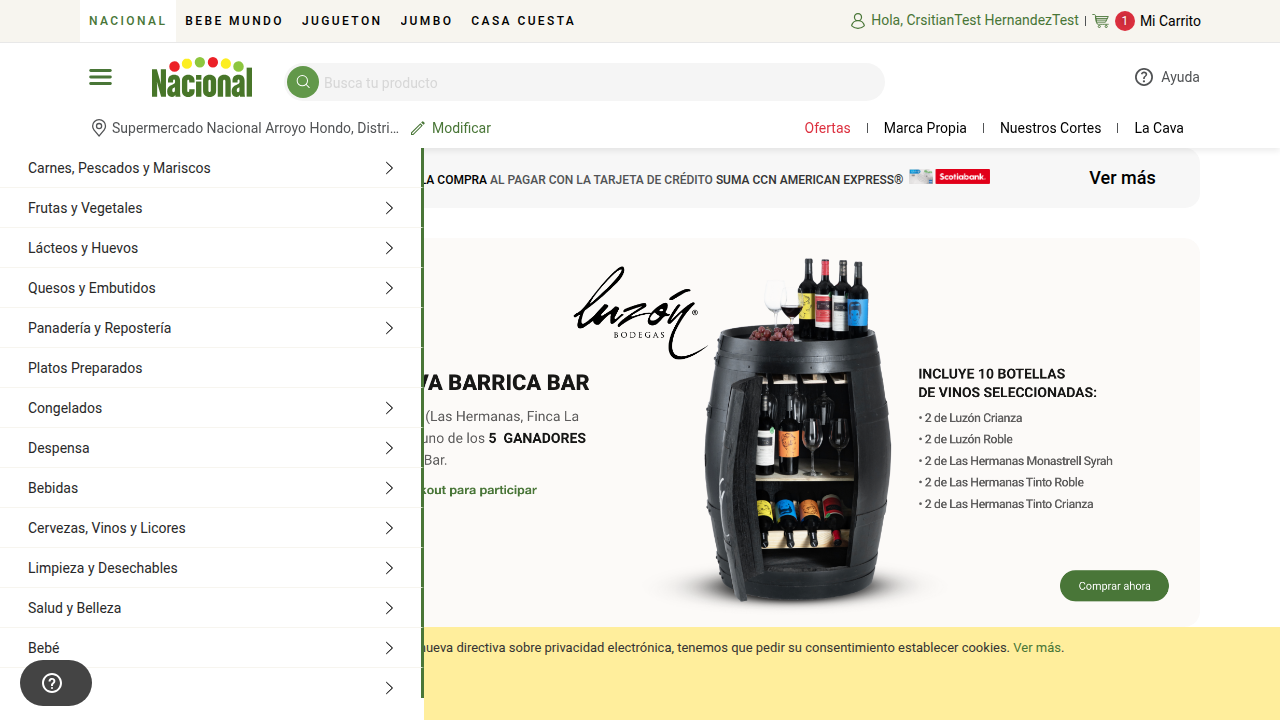 NACIONAL BEBE MUNDO JUGUETON JUMBO CASA CUESTA
Hola, CrsitianTest HernandezTest 1 Mi Carrito
Nacional
Busca tu producto
Ayuda
Supermercado Nacional Arroyo Hondo, Distri... Modificar
Ofertas Marca Propia Nuestros Cortes La Cava
Carnes, Pescados y Mariscos
Frutas y Vegetales
Lácteos y Huevos
Quesos y Embutidos
Panadería y Repostería
Platos Preparados
Congelados
Despensa
Bebidas
Cervezas, Vinos y Licores
Limpieza y Desechables
Salud y Belleza
Bebé
LA COMPRA AL PAGAR CON LA TARJETA DE CRÉDITO SUMA CCN AMERICAN EXPRESS® Scotiabank.
Ver más
luzón®
BODEGAS
VA BARRICA BAR
(Las Hermanas, Finca La
uno de los 5 GANADORES
Bar.
kout para participar
INCLUYE 10 BOTELLAS
DE VINOS SELECCIONADAS:
• 2 de Luzón Crianza
• 2 de Luzón Roble
• 2 de Las Hermanas Monastrell Syrah
• 2 de Las Hermanas Tinto Roble
• 2 de Las Hermanas Tinto Crianza
Comprar ahora
nueva directiva sobre privacidad electrónica, tenemos que pedir su consentimiento establecer cookies. Ver más.